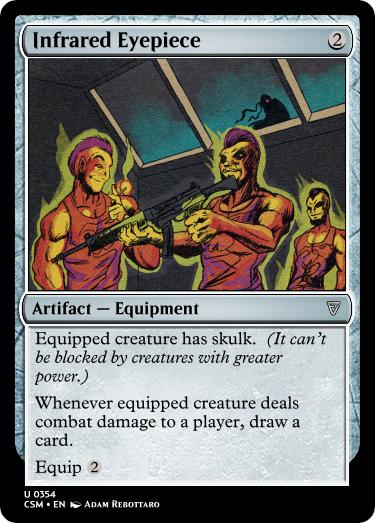 Infrared Eyepiece 2
Artifact — Equipment
Equipped creature has skulk. (It can't
be blocked by creatures with greater
power.)
Whenever equipped creature deals
combat damage to a player, draw a
card.
Equip 2
U 0354
CSM • EN Adam Rebottaro